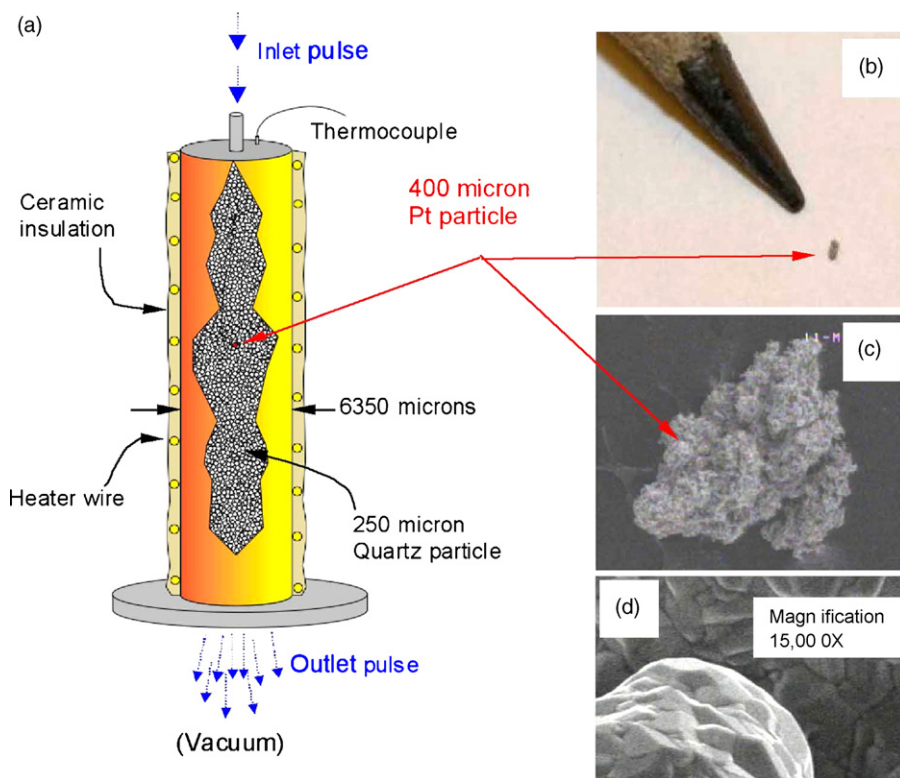 (a)
Inlet pulse
Thermocouple
Ceramic
insulation
400 micron
Pt particle
6350 microns
Heater wire
250 micron
Quartz particle
Outlet pulse
(Vacuum)
(b)
11-M
(c)
(d)
Magn ification
15,00 0X